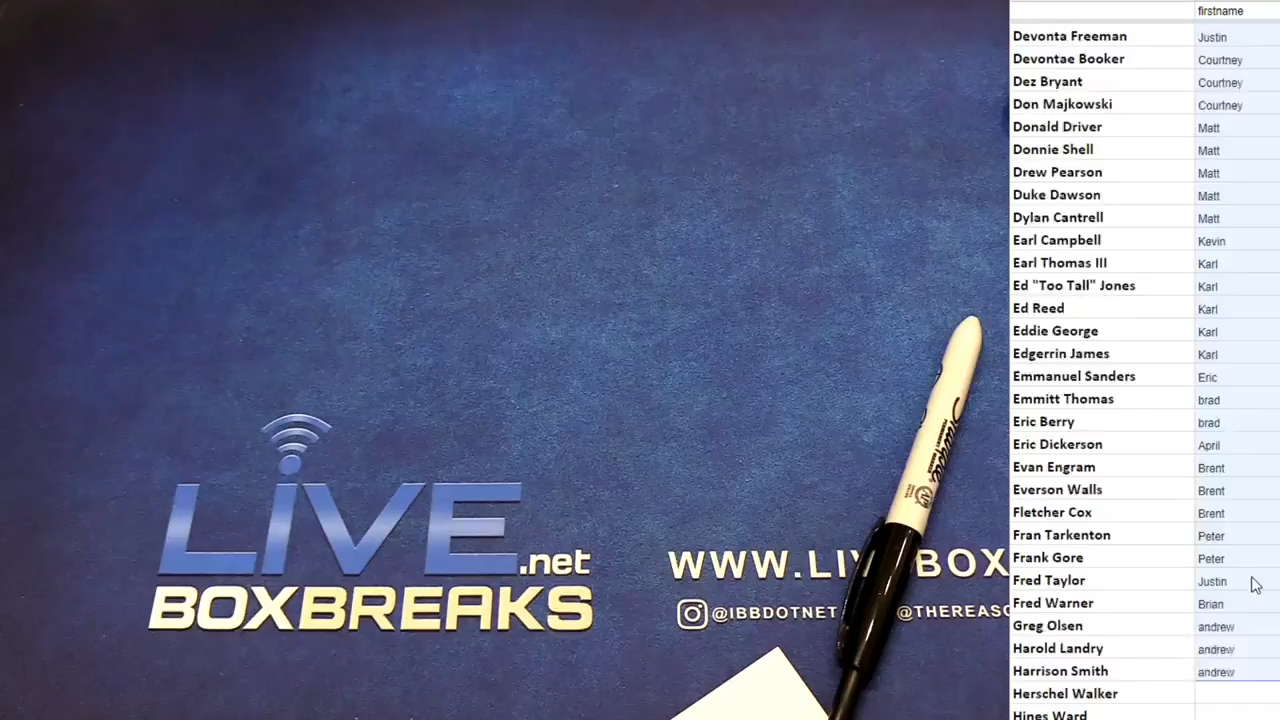 firstname
Devonta Freeman Justin
Devontae Booker Courtney
Dez Bryant Courtney
Don Majkowski Courtney
Donald Driver Matt
Donnie Shell Matt
Drew Pearson Matt
Duke Dawson Matt
Dylan Cantrell Matt
Earl Campbell Kevin
Earl Thomas III Karl
Ed "Too Tall" Jones Karl
Ed Reed Karl
Eddie George Karl
Edgerrin James Karl
Emmanuel Sanders Eric
Emmitt Thomas brad
Eric Berry brad
Eric Dickerson April
Evan Engram Brent
Everson Walls Brent
Fletcher Cox Brent
Fran Tarkenton Peter
Frank Gore Peter
Fred Taylor Justin
Fred Warner Brian
Greg Olsen andrew
Harold Landry andrew
Harrison Smith andrew
Herschel Walker
Hines Ward
LIVE.net
BOXBREAKS
WWW.LIV BOX
@IBBDOTNET @THEREASO
Sharpie